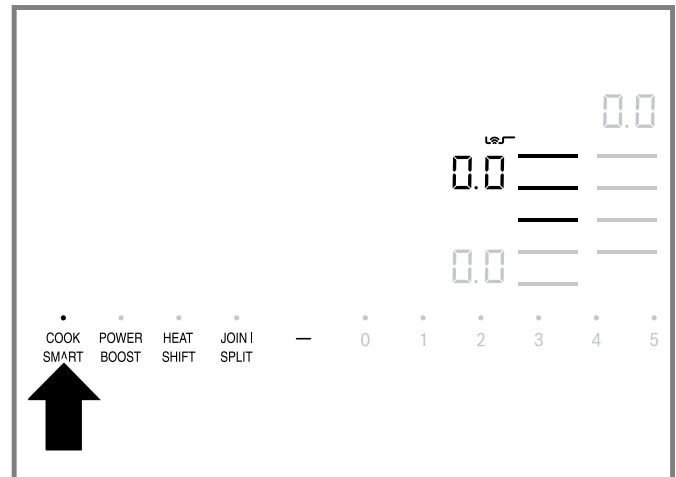 0.0
0.0
0.0
COOK SMART
POWER BOOST
HEAT SHIFT
JOIN | SPLIT
—
0 1 2 3 4 5